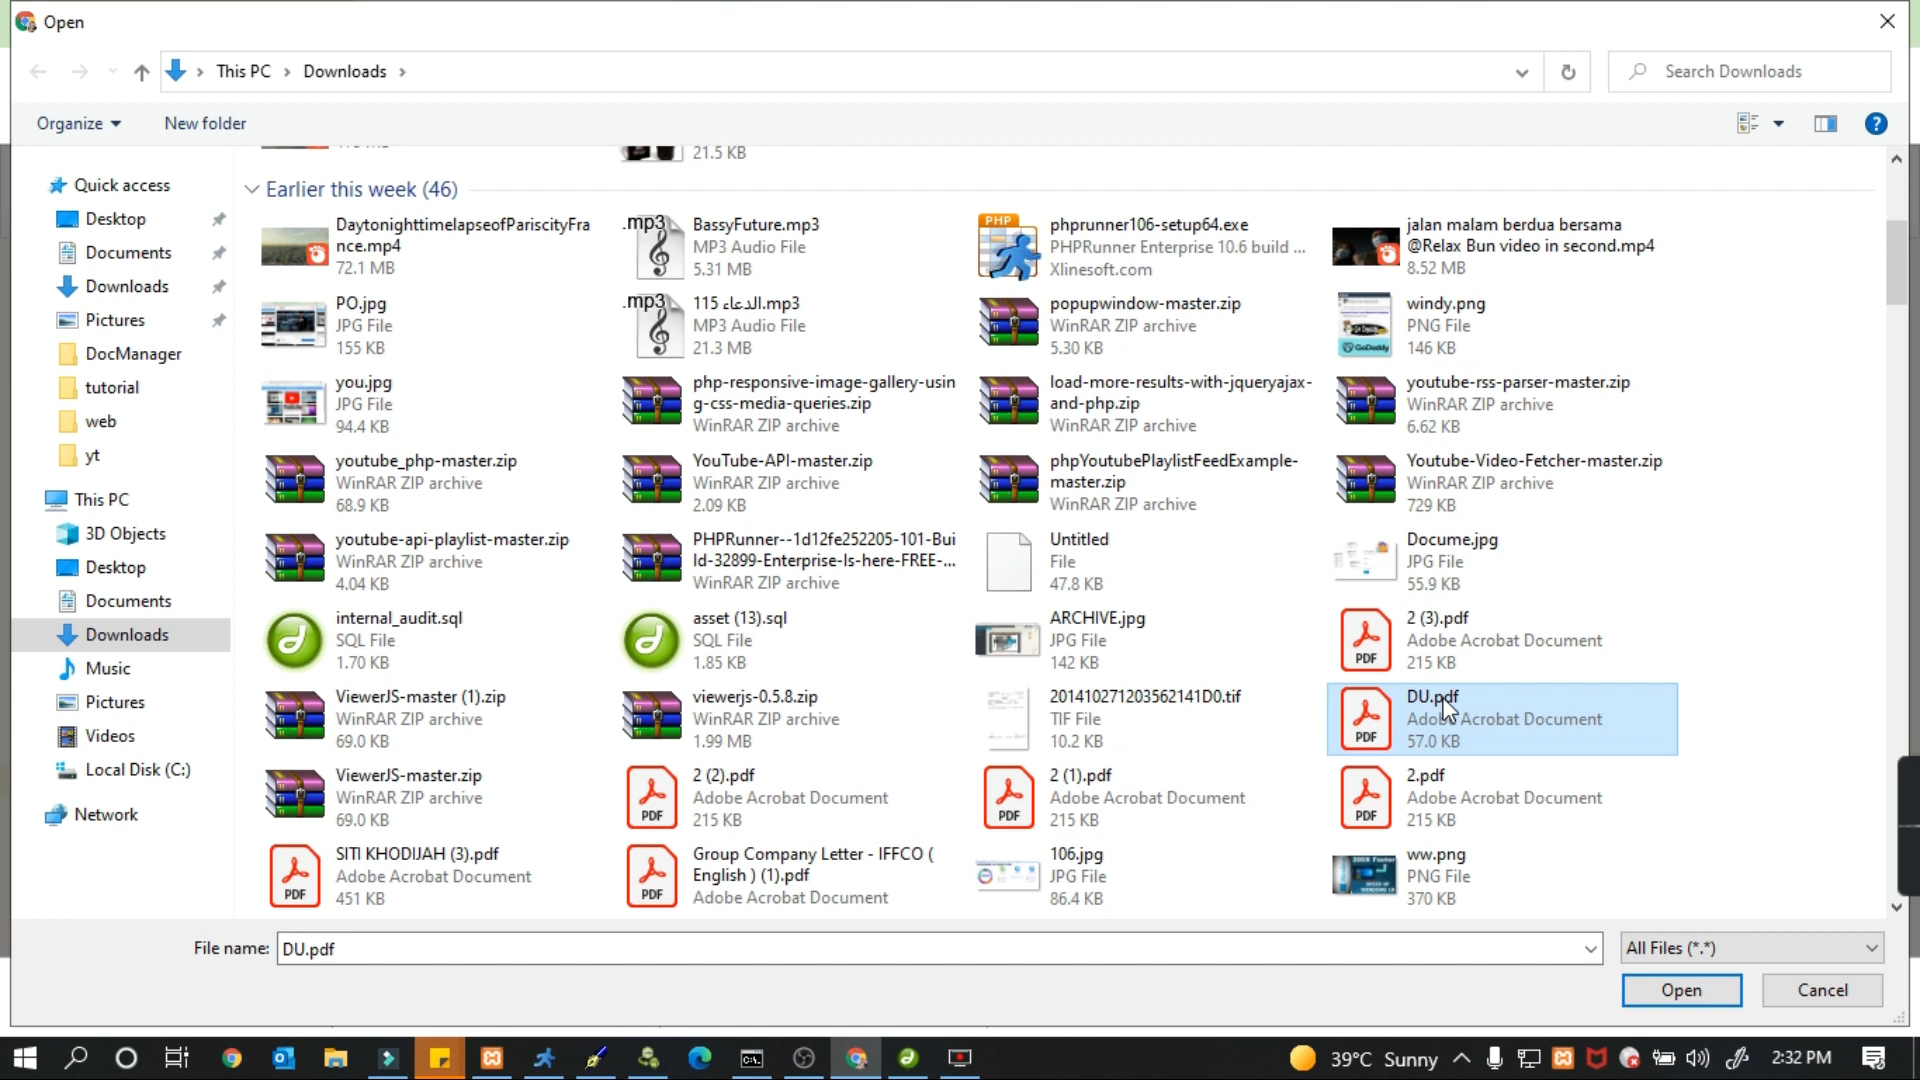 Open
This PC > Downloads >
Search Downloads
Organize
New folder
Quick access
Desktop
Documents
Downloads
Pictures
DocManager
tutorial
web
yt
This PC
3D Objects
Desktop
Documents
Downloads
Music
Pictures
Videos
Local Disk (C:)
Network
21.5 KB
Earlier this week (46)
DaytonighttimelapseofPariscityFra
nce.mp4
72.1 MB
.mp3
BassyFuture.mp3
MP3 Audio File
5.31 MB
PHP
phprunner106-setup64.exe
PHPRunner Enterprise 10.6 build ...
Xlinesoft.com
jalan malam berdua bersama
@Relax Bun video in second.mp4
8.52 MB
PO.jpg
JPG File
155 KB
.mp3
115 الدعاء.mp3
MP3 Audio File
21.3 MB
popupwindow-master.zip
WinRAR ZIP archive
5.30 KB
GoDaddy
windy.png
PNG File
146 KB
you.jpg
JPG File
94.4 KB
php-responsive-image-gallery-usin
g-css-media-queries.zip
WinRAR ZIP archive
load-more-results-with-jqueryajax-
and-php.zip
WinRAR ZIP archive
youtube-rss-parser-master.zip
WinRAR ZIP archive
6.62 KB
youtube_php-master.zip
WinRAR ZIP archive
68.9 KB
YouTube-API-master.zip
WinRAR ZIP archive
2.09 KB
phpYoutubePlaylistFeedExample-
master.zip
WinRAR ZIP archive
Youtube-Video-Fetcher-master.zip
WinRAR ZIP archive
729 KB
youtube-api-playlist-master.zip
WinRAR ZIP archive
4.04 KB
PHPRunner--1d12fe252205-101-Bui
ld-32899-Enterprise-Is-here-FREE-...
WinRAR ZIP archive
Untitled
File
47.8 KB
Docume.jpg
JPG File
55.9 KB
internal_audit.sql
SQL File
1.70 KB
asset (13).sql
SQL File
1.85 KB
ARCHIVE.jpg
JPG File
142 KB
PDF
2 (3).pdf
Adobe Acrobat Document
215 KB
ViewerJS-master (1).zip
WinRAR ZIP archive
69.0 KB
viewerjs-0.5.8.zip
WinRAR ZIP archive
1.99 MB
201410271203562141D0.tif
TIF File
10.2 KB
PDF
DU.pdf
Adobe Acrobat Document
57.0 KB
ViewerJS-master.zip
WinRAR ZIP archive
69.0 KB
PDF
2 (2).pdf
Adobe Acrobat Document
215 KB
PDF
2 (1).pdf
Adobe Acrobat Document
215 KB
PDF
2.pdf
Adobe Acrobat Document
215 KB
PDF
SITI KHODIJAH (3).pdf
Adobe Acrobat Document
451 KB
PDF
Group Company Letter - IFFCO (
English ) (1).pdf
Adobe Acrobat Document
106.jpg
JPG File
86.4 KB
ww.png
PNG File
370 KB
File name:
DU.pdf
All Files (*.*)
Open
Cancel
39°C Sunny
2:32 PM